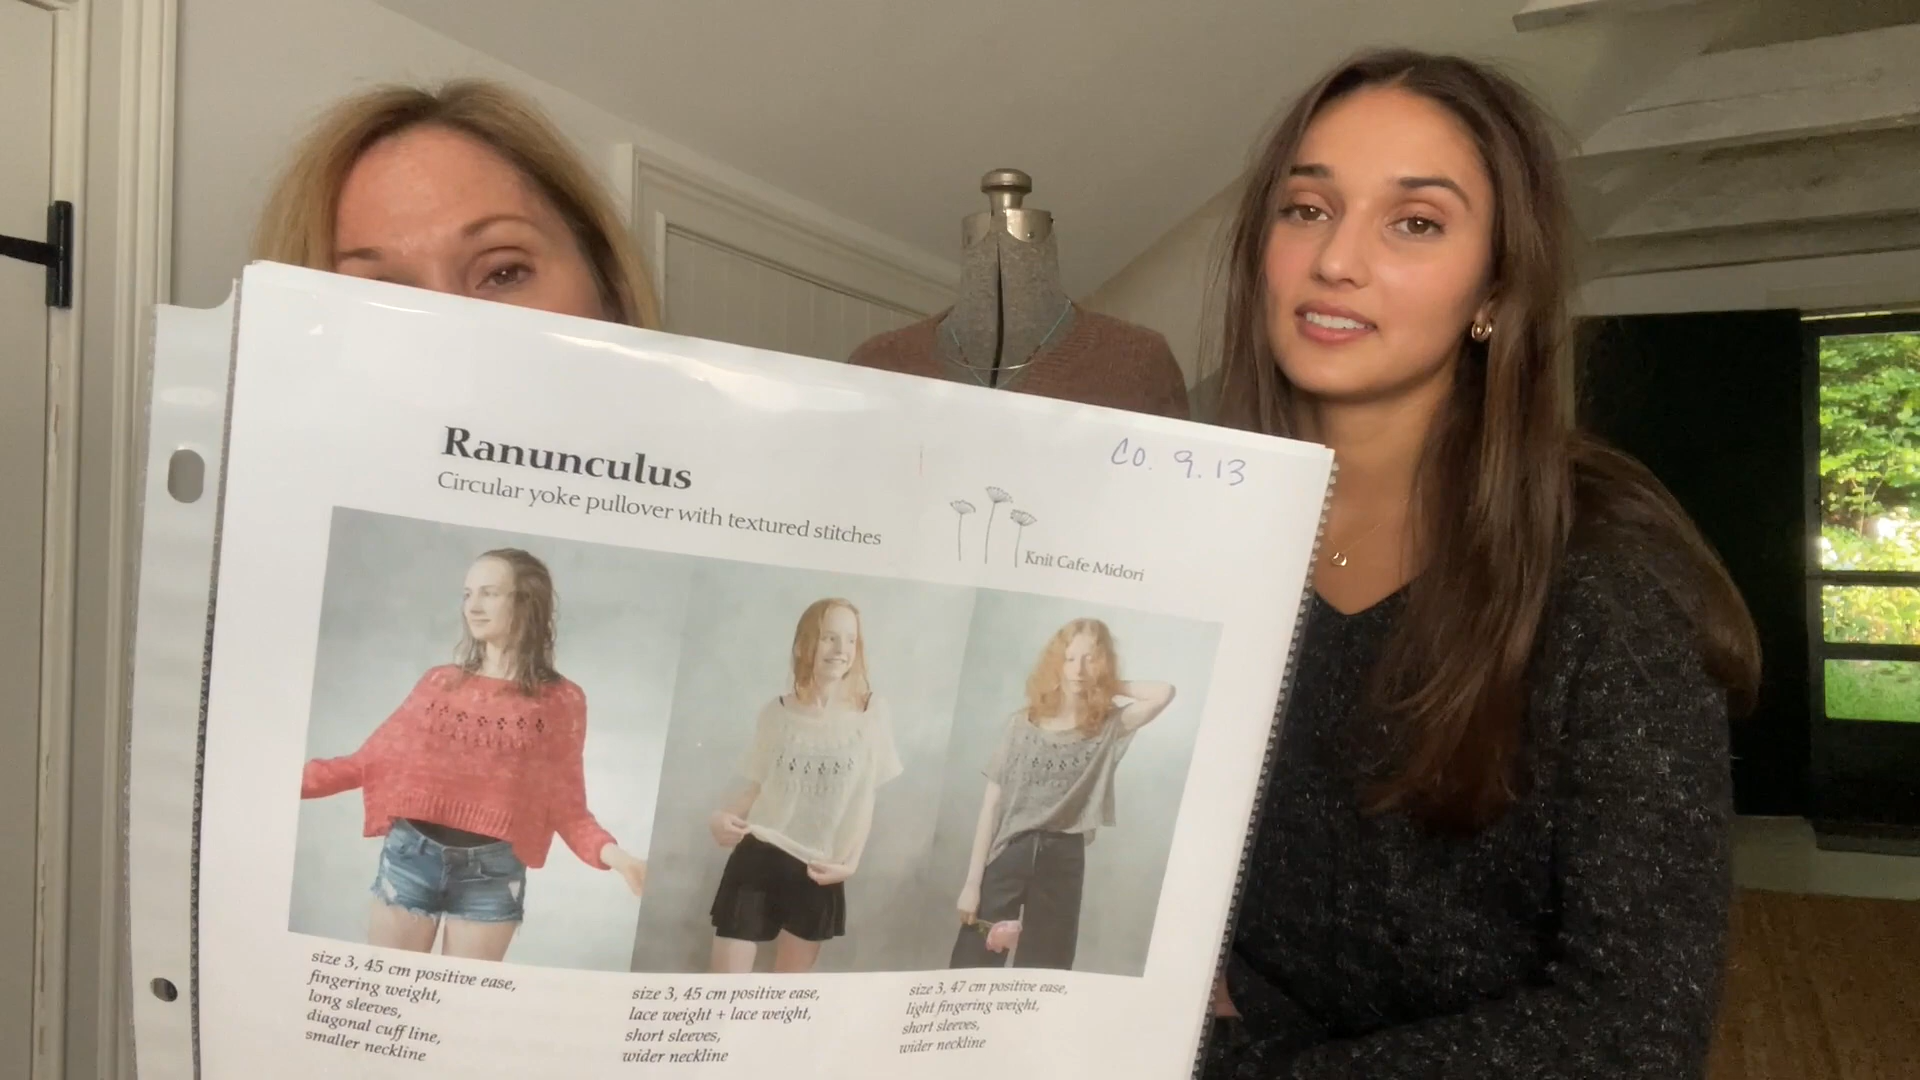 Ranunculus
Circular yoke pullover with textured stitches
CO. 9.13
Knit Cafe Midori
size 3, 45 cm positive ease,
fingering weight,
long sleeves,
diagonal cuff line,
smaller neckline
size 3, 45 cm positive ease,
lace weight + lace weight,
short sleeves,
wider neckline
size 3, 47 cm positive ease,
light fingering weight,
short sleeves,
wider neckline